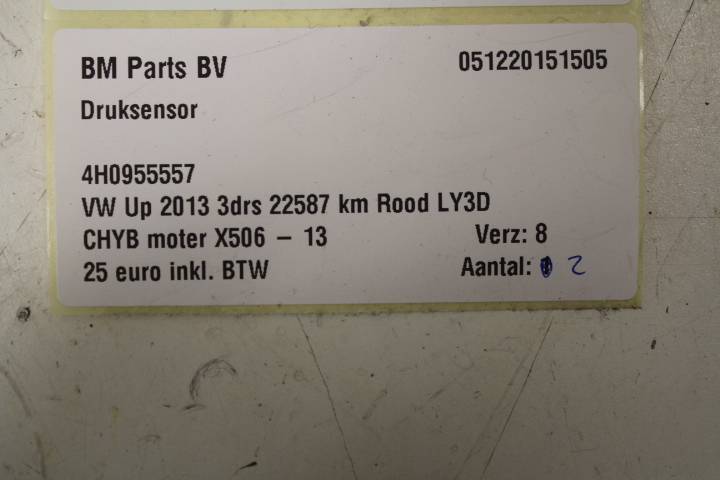 BM Parts BV 051220151505
Druksensor
4H0955557
VW Up 2013 3drs 22587 km Rood LY3D
CHYB moter X506 – 13 Verz: 8
25 euro inkl. BTW Aantal: 2